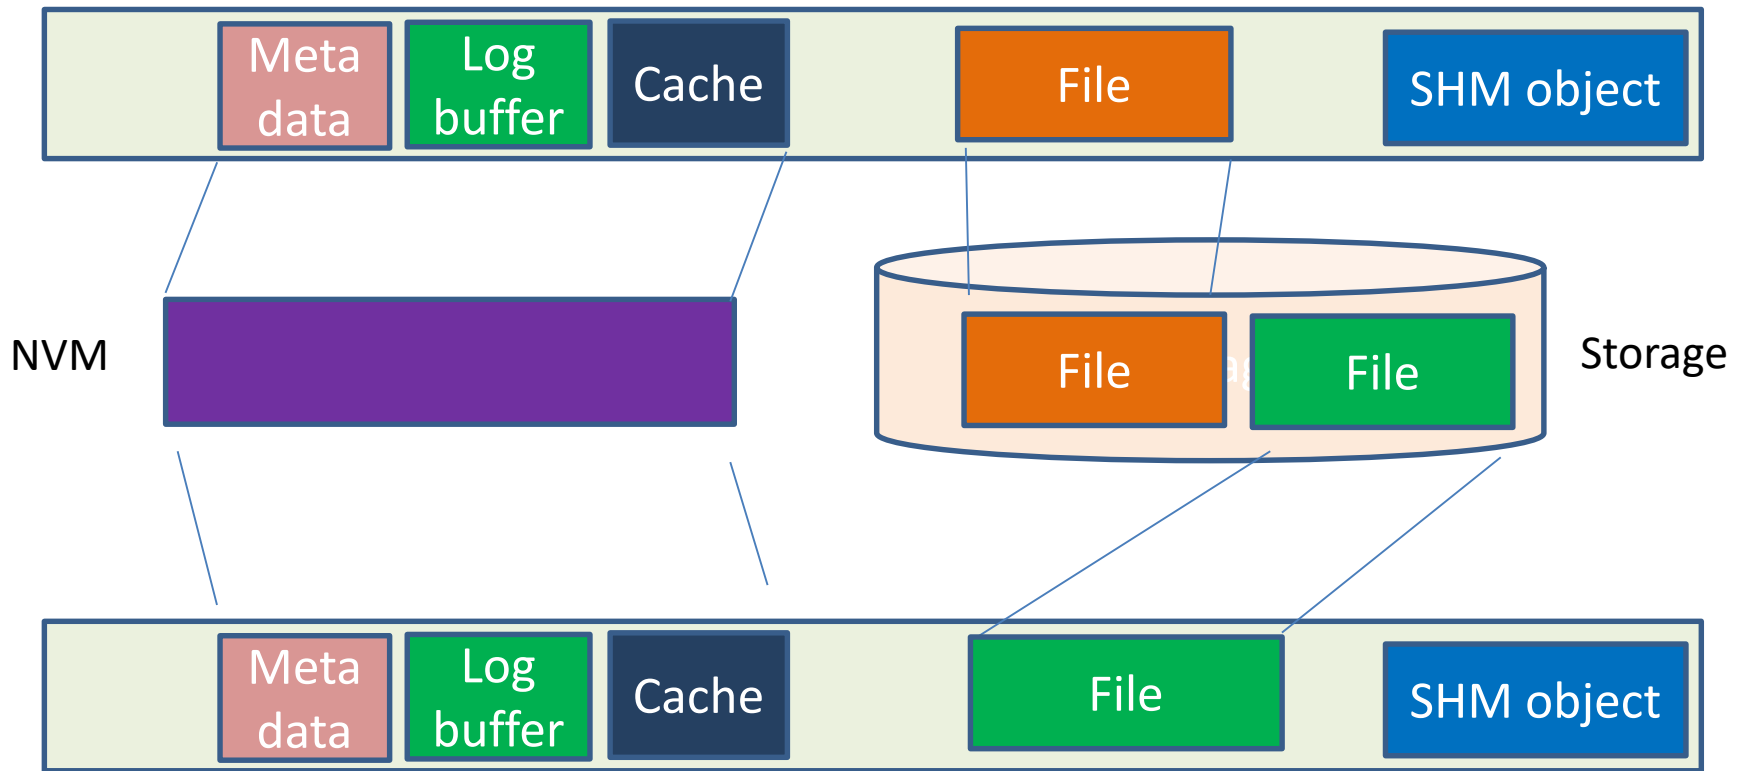 Meta
data
Log
buffer
Cache
File
SHM object
NVM
File
File
Storage
Meta
data
Log
buffer
Cache
File
SHM object